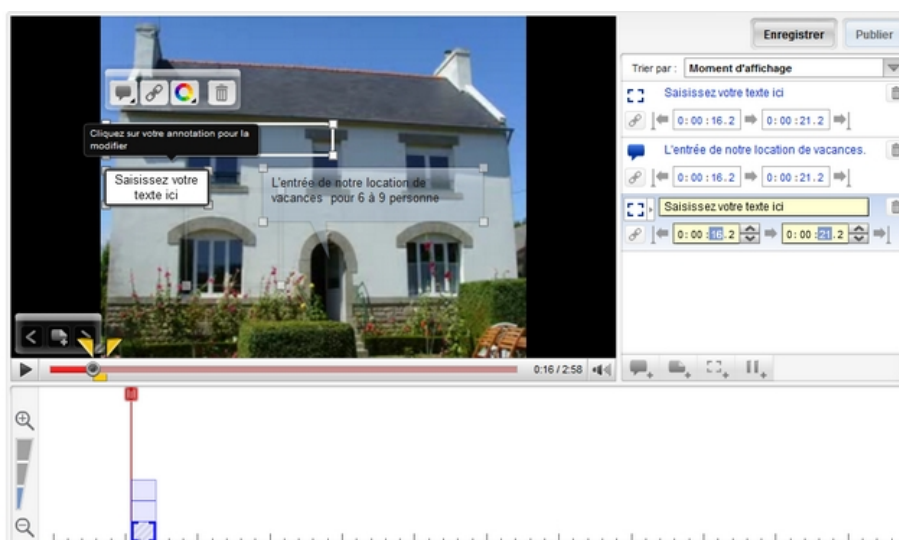 Enregistrer
Publier
Trier par :
Moment d'affichage
Saisissez votre texte ici
0: 00 :16. 2
0: 00 :21. 2
L'entrée de notre location de vacances.
0: 00 :16. 2
0: 00 :21. 2
Saisissez votre texte ici
0: 00 :16. 2
0: 00 :21. 2
Cliquez sur votre annotation pour la
modifier
Saisissez votre
texte ici
L'entrée de notre location de
vacances pour 6 à 9 personne
0:16 / 2:58